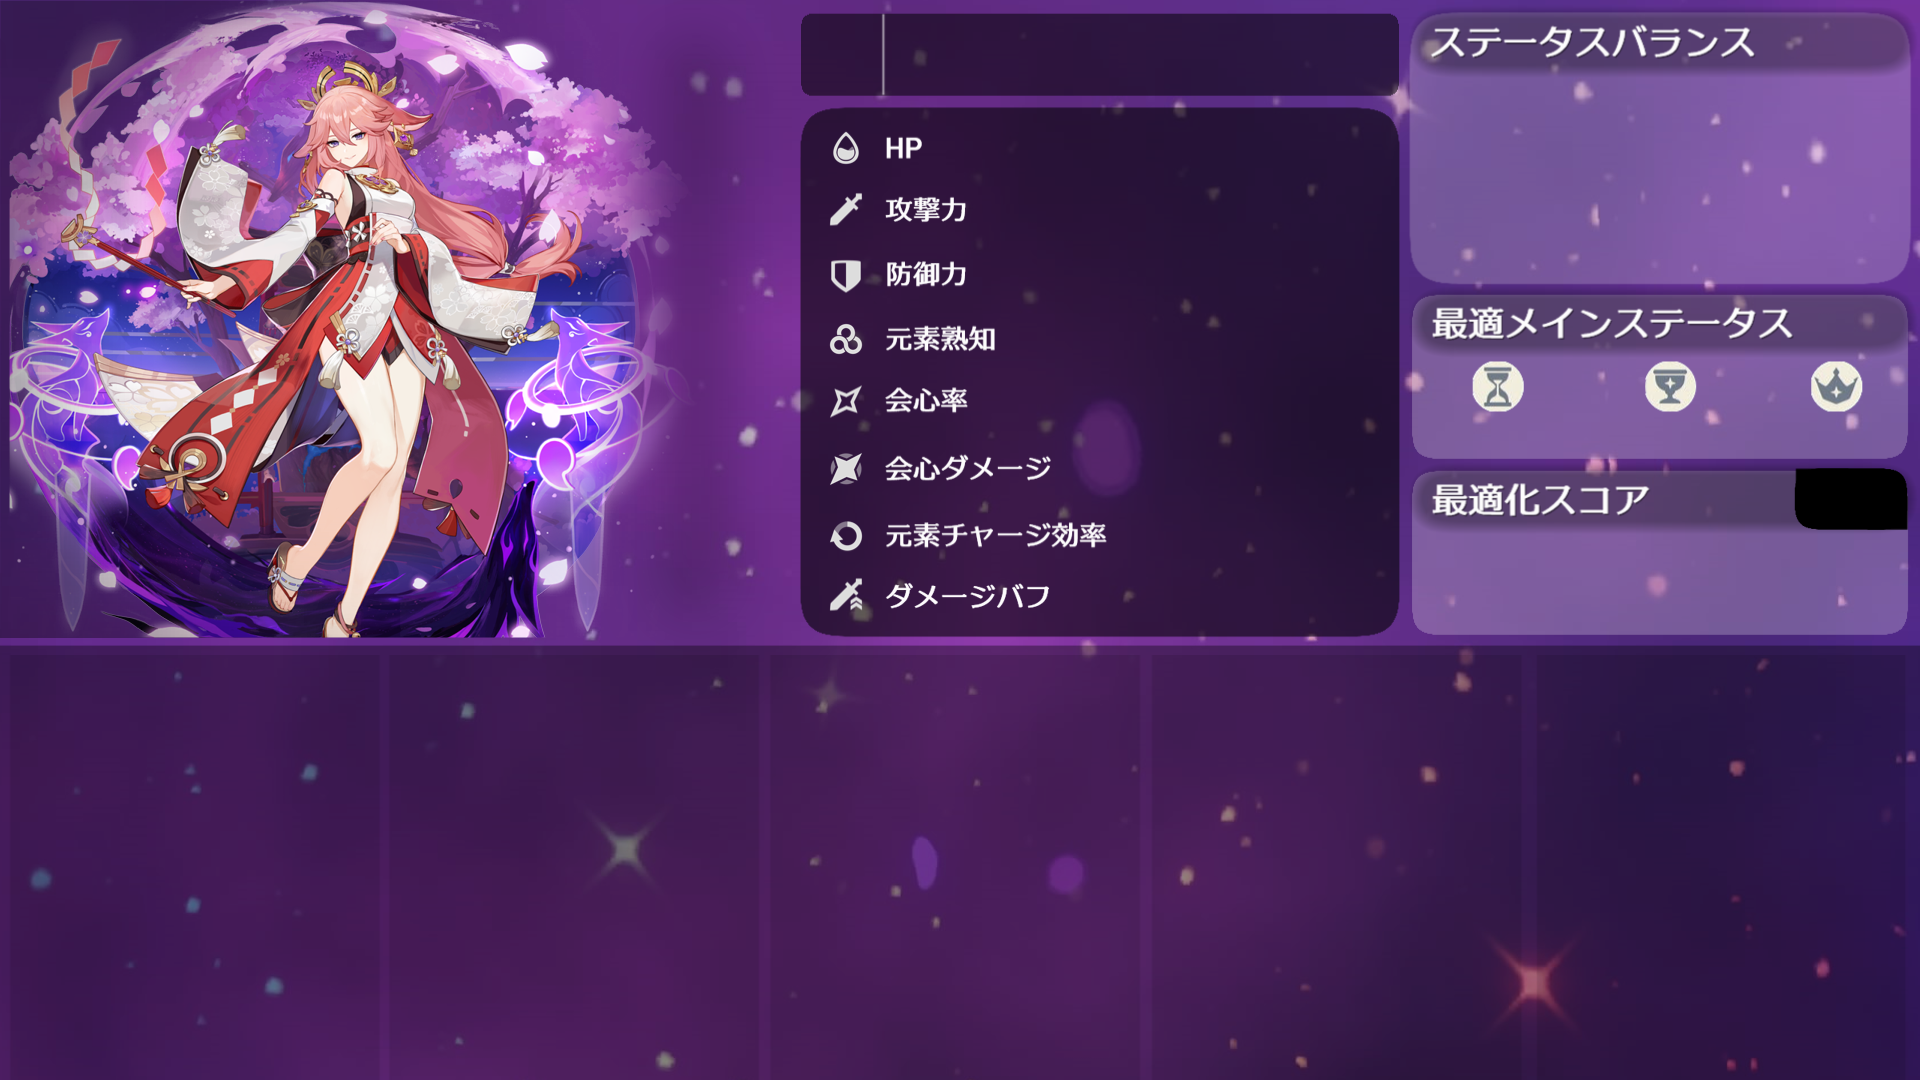 HP
攻撃力
防御力
元素熟知
会心率
会心ダメージ
元素チャージ効率
ダメージバフ
ステータスバランス
最適メインステータス
最適化スコア